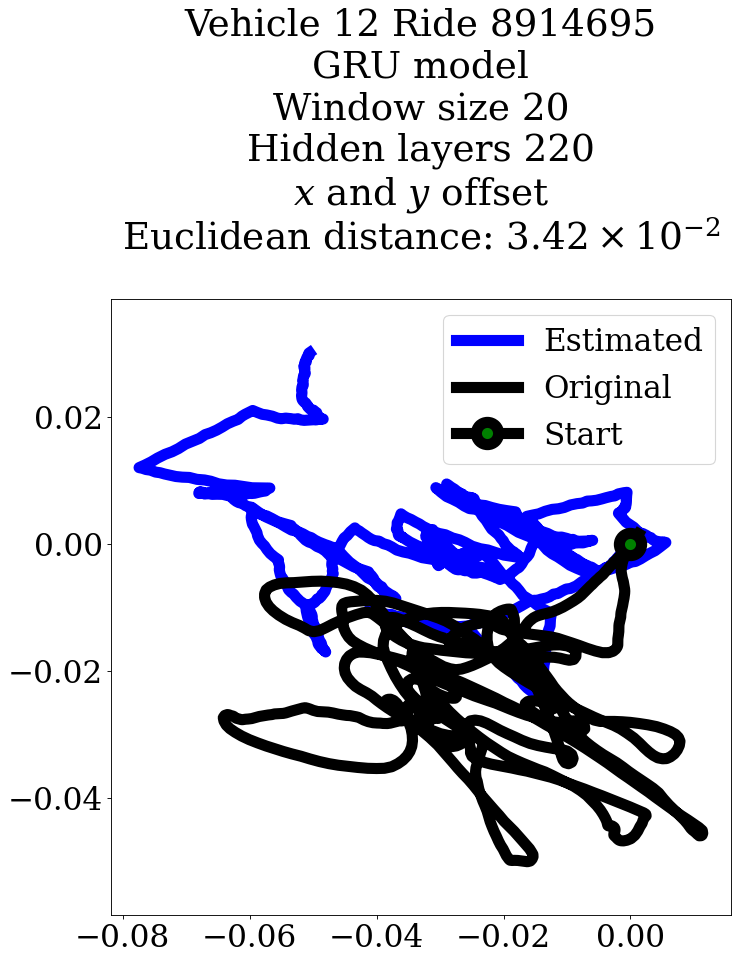 Vehicle 12 Ride 8914695
GRU model
Window size 20
Hidden layers 220
x and y offset
Euclidean distance: 3.42 × 10⁻²
Estimated
Original
Start
0.02
0.00
−0.02
−0.04
−0.08 −0.06 −0.04 −0.02 0.00